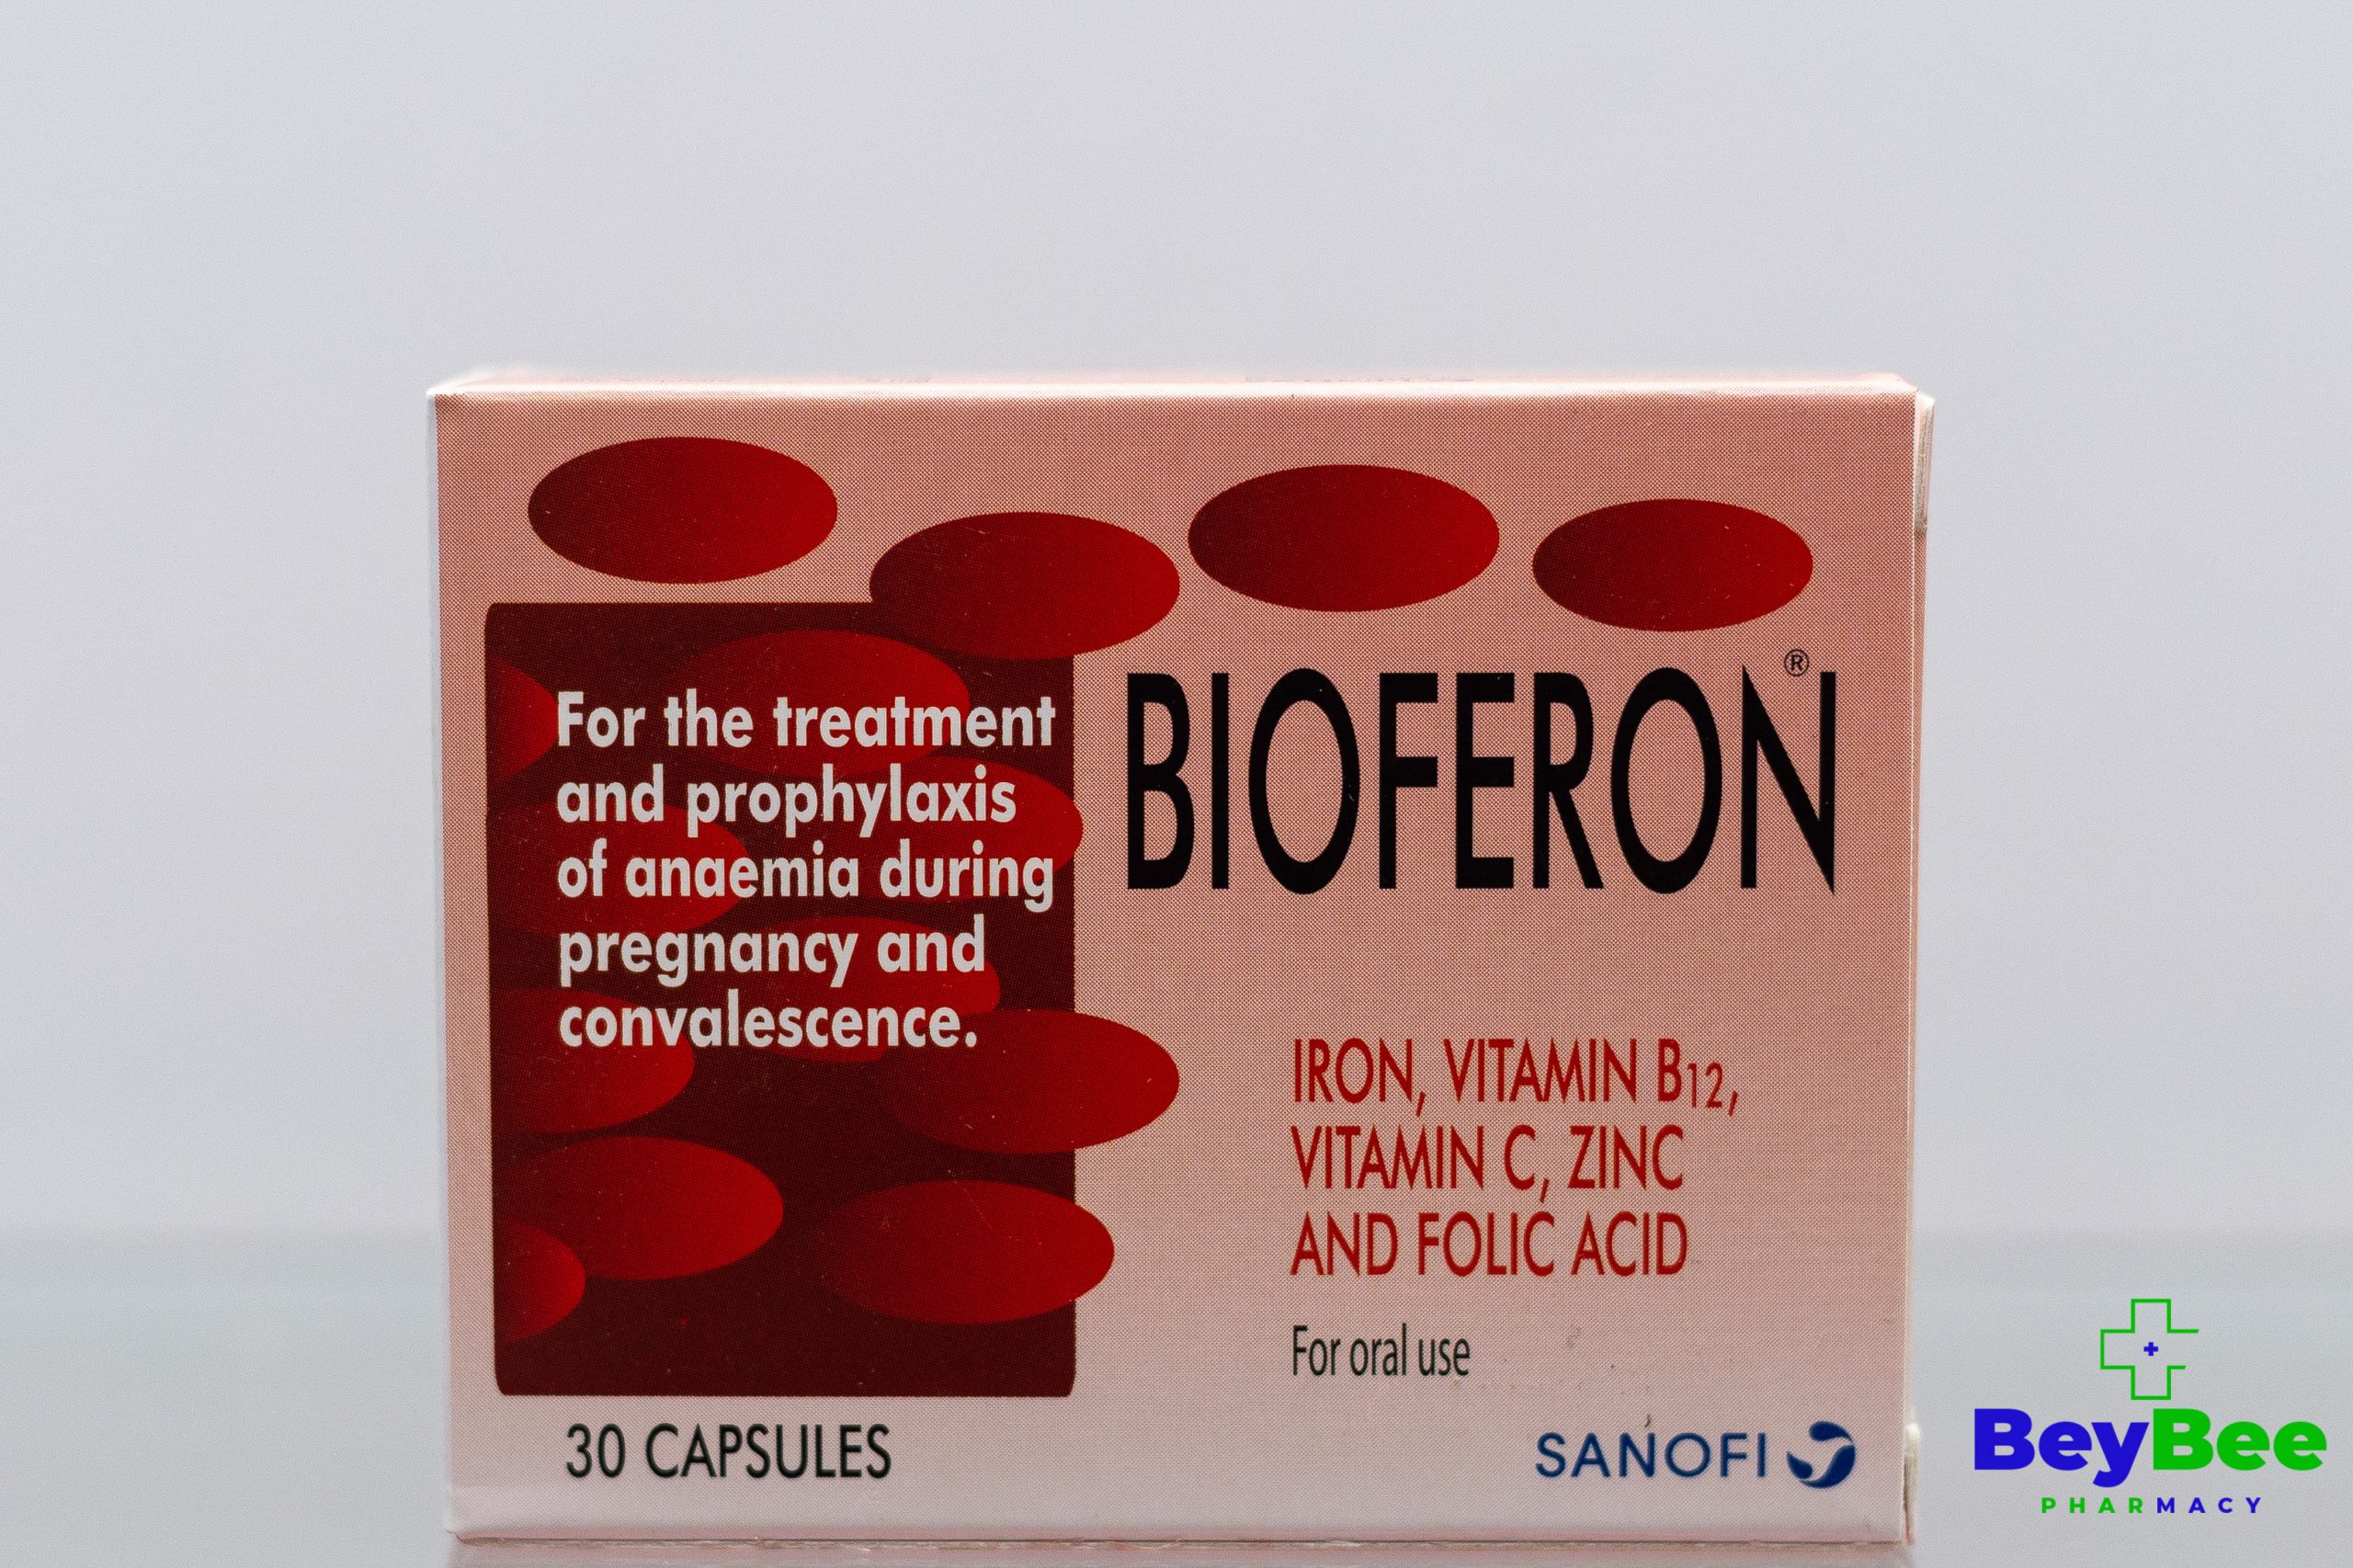 For the treatment
and prophylaxis
of anaemia during
pregnancy and
convalescence.
BIOFERON®
IRON, VITAMIN B12,
VITAMIN C, ZINC
AND FOLIC ACID
For oral use
30 CAPSULES
SANOFI
BeyBee
PHARMACY